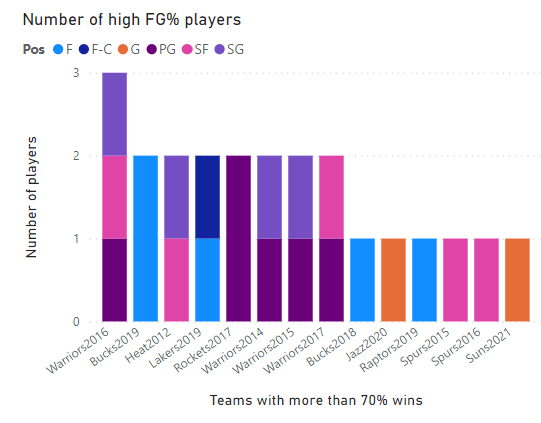 Number of high FG% players
Pos F F-C G PG SF SG
Number of players
3
2
1
0
Warriors2016
Bucks2019
Heat2012
Lakers2019
Rockets2017
Warriors2014
Warriors2015
Warriors2017
Bucks2018
Jazz2020
Raptors2019
Spurs2015
Spurs2016
Suns2021
Teams with more than 70% wins